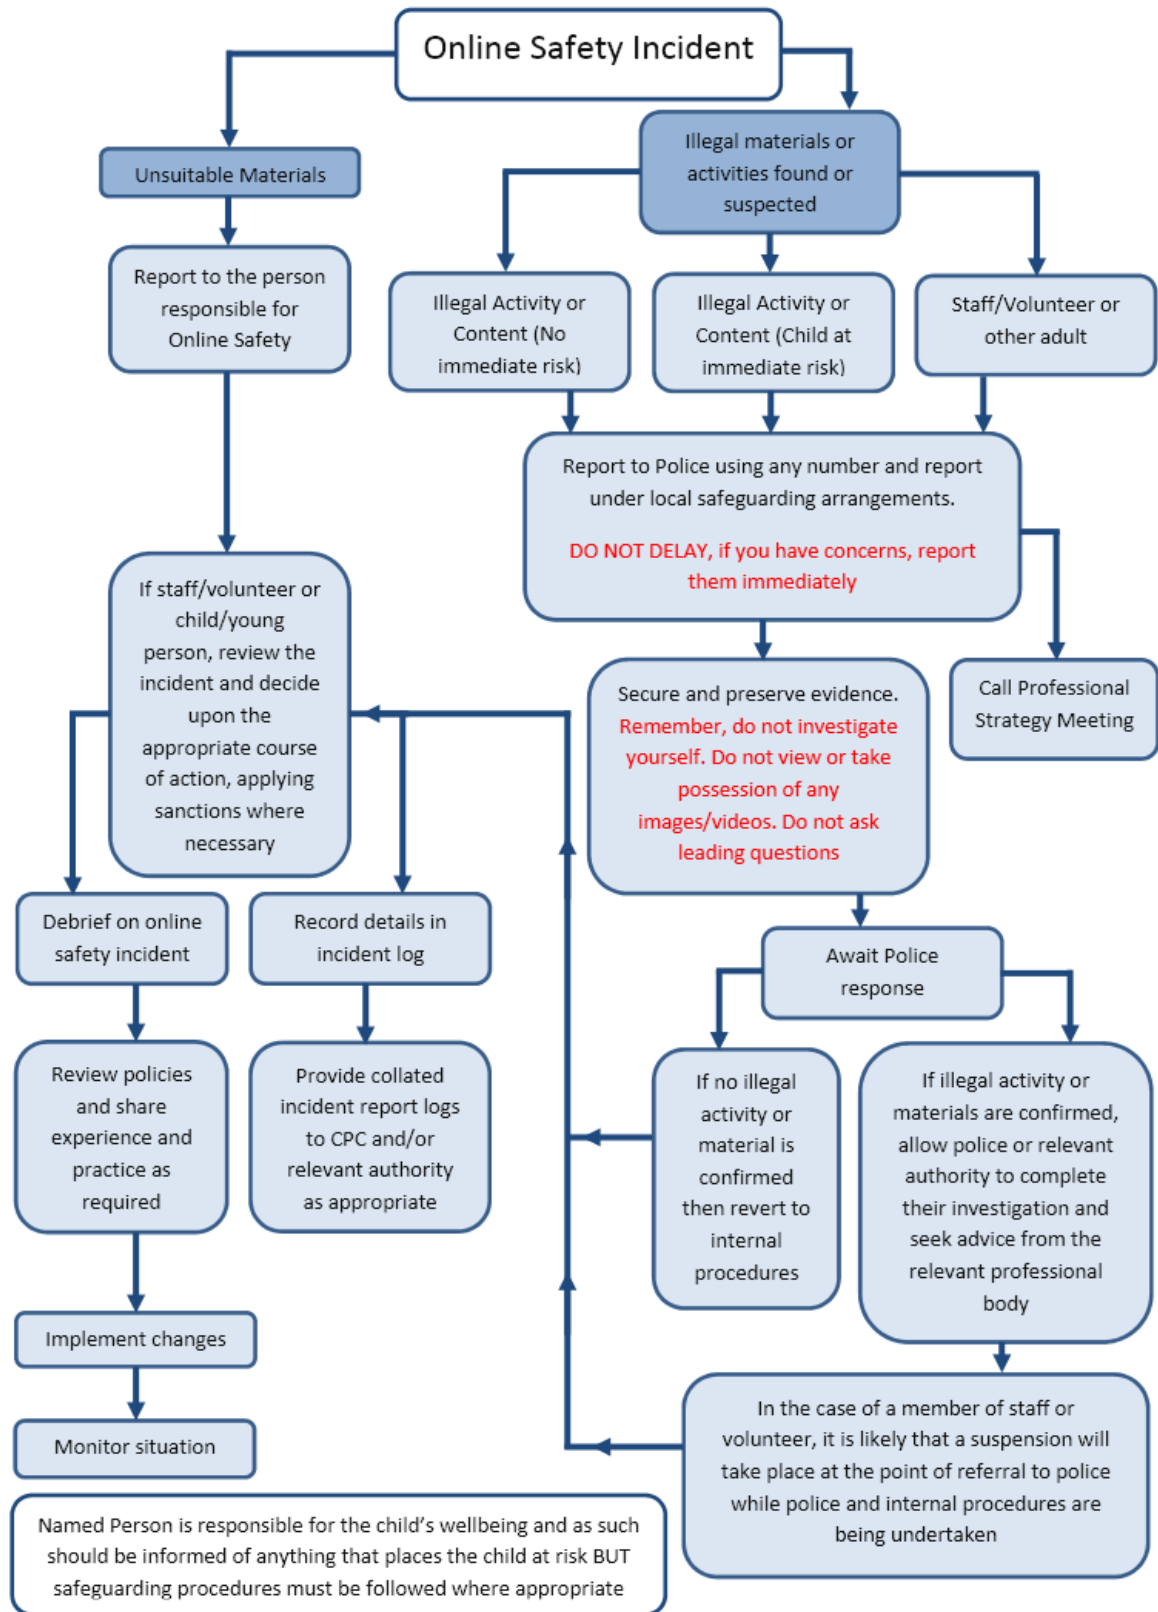 Online Safety Incident
Unsuitable Materials
Illegal materials or
activities found or
suspected
Report to the person
responsible for
Online Safety
Illegal Activity or
Content (No
immediate risk)
Illegal Activity or
Content (Child at
immediate risk)
Staff/Volunteer or
other adult
Report to Police using any number and report
under local safeguarding arrangements.
DO NOT DELAY, if you have concerns, report
them immediately
If staff/volunteer or
child/young
person, review the
incident and decide
upon the
appropriate course
of action, applying
sanctions where
necessary
Secure and preserve evidence.
Remember, do not investigate
yourself. Do not view or take
possession of any
images/videos. Do not ask
leading questions
Call Professional
Strategy Meeting
Debrief on online
safety incident
Record details in
incident log
Await Police
response
Review policies
and share
experience and
practice as
required
Provide collated
incident report logs
to CPC and/or
relevant authority
as appropriate
If no illegal
activity or
material is
confirmed
then revert to
internal
procedures
If illegal activity or
materials are confirmed,
allow police or relevant
authority to complete
their investigation and
seek advice from the
relevant professional
body
Implement changes
Monitor situation
In the case of a member of staff or
volunteer, it is likely that a suspension will
take place at the point of referral to police
while police and internal procedures are
being undertaken
Named Person is responsible for the child's wellbeing and as such
should be informed of anything that places the child at risk BUT
safeguarding procedures must be followed where appropriate